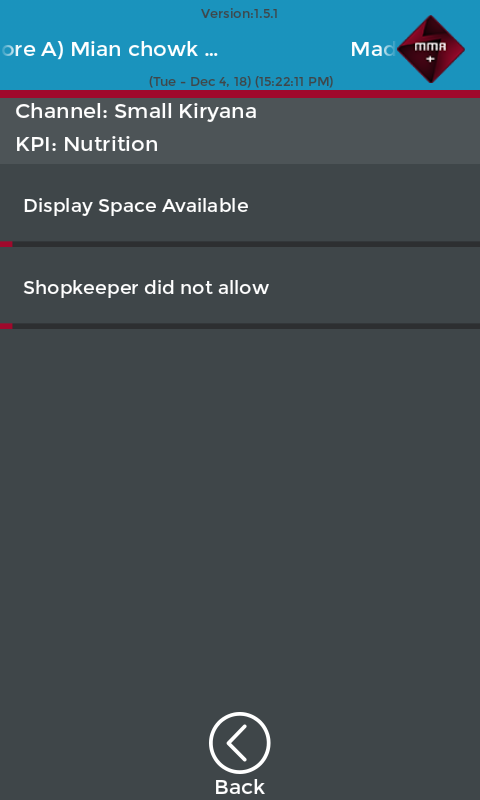 Version:1.5.1
ore A) Mian chowk ...
Mad
MMA
+
(Tue - Dec 4, 18) (15:22:11 PM)
Channel: Small Kiryana
KPI: Nutrition
Display Space Available
Shopkeeper did not allow
Back